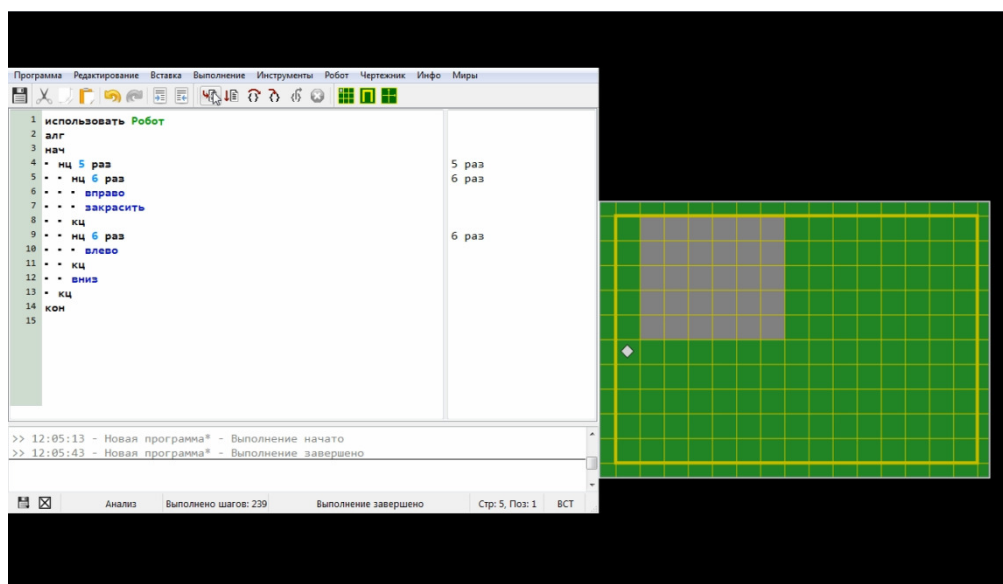 Программа Редактирование Вставка Выполнение Инструменты Робот Чертежник Инфо Миры
1 использовать Робот
2 алг
3 нач
4 • нц 5 раз 5 раз
5 • • нц 6 раз 6 раз
6 • • • вправо
7 • • • закрасить
8 • • кц
9 • • нц 6 раз 6 раз
10 • • • влево
11 • • кц
12 • • вниз
13 • кц
14 кон
15
>> 12:05:13 - Новая программа* - Выполнение начато
>> 12:05:43 - Новая программа* - Выполнение завершено
Анализ Выполнено шагов: 239 Выполнение завершено Стр: 5, Поз: 1 ВСТ